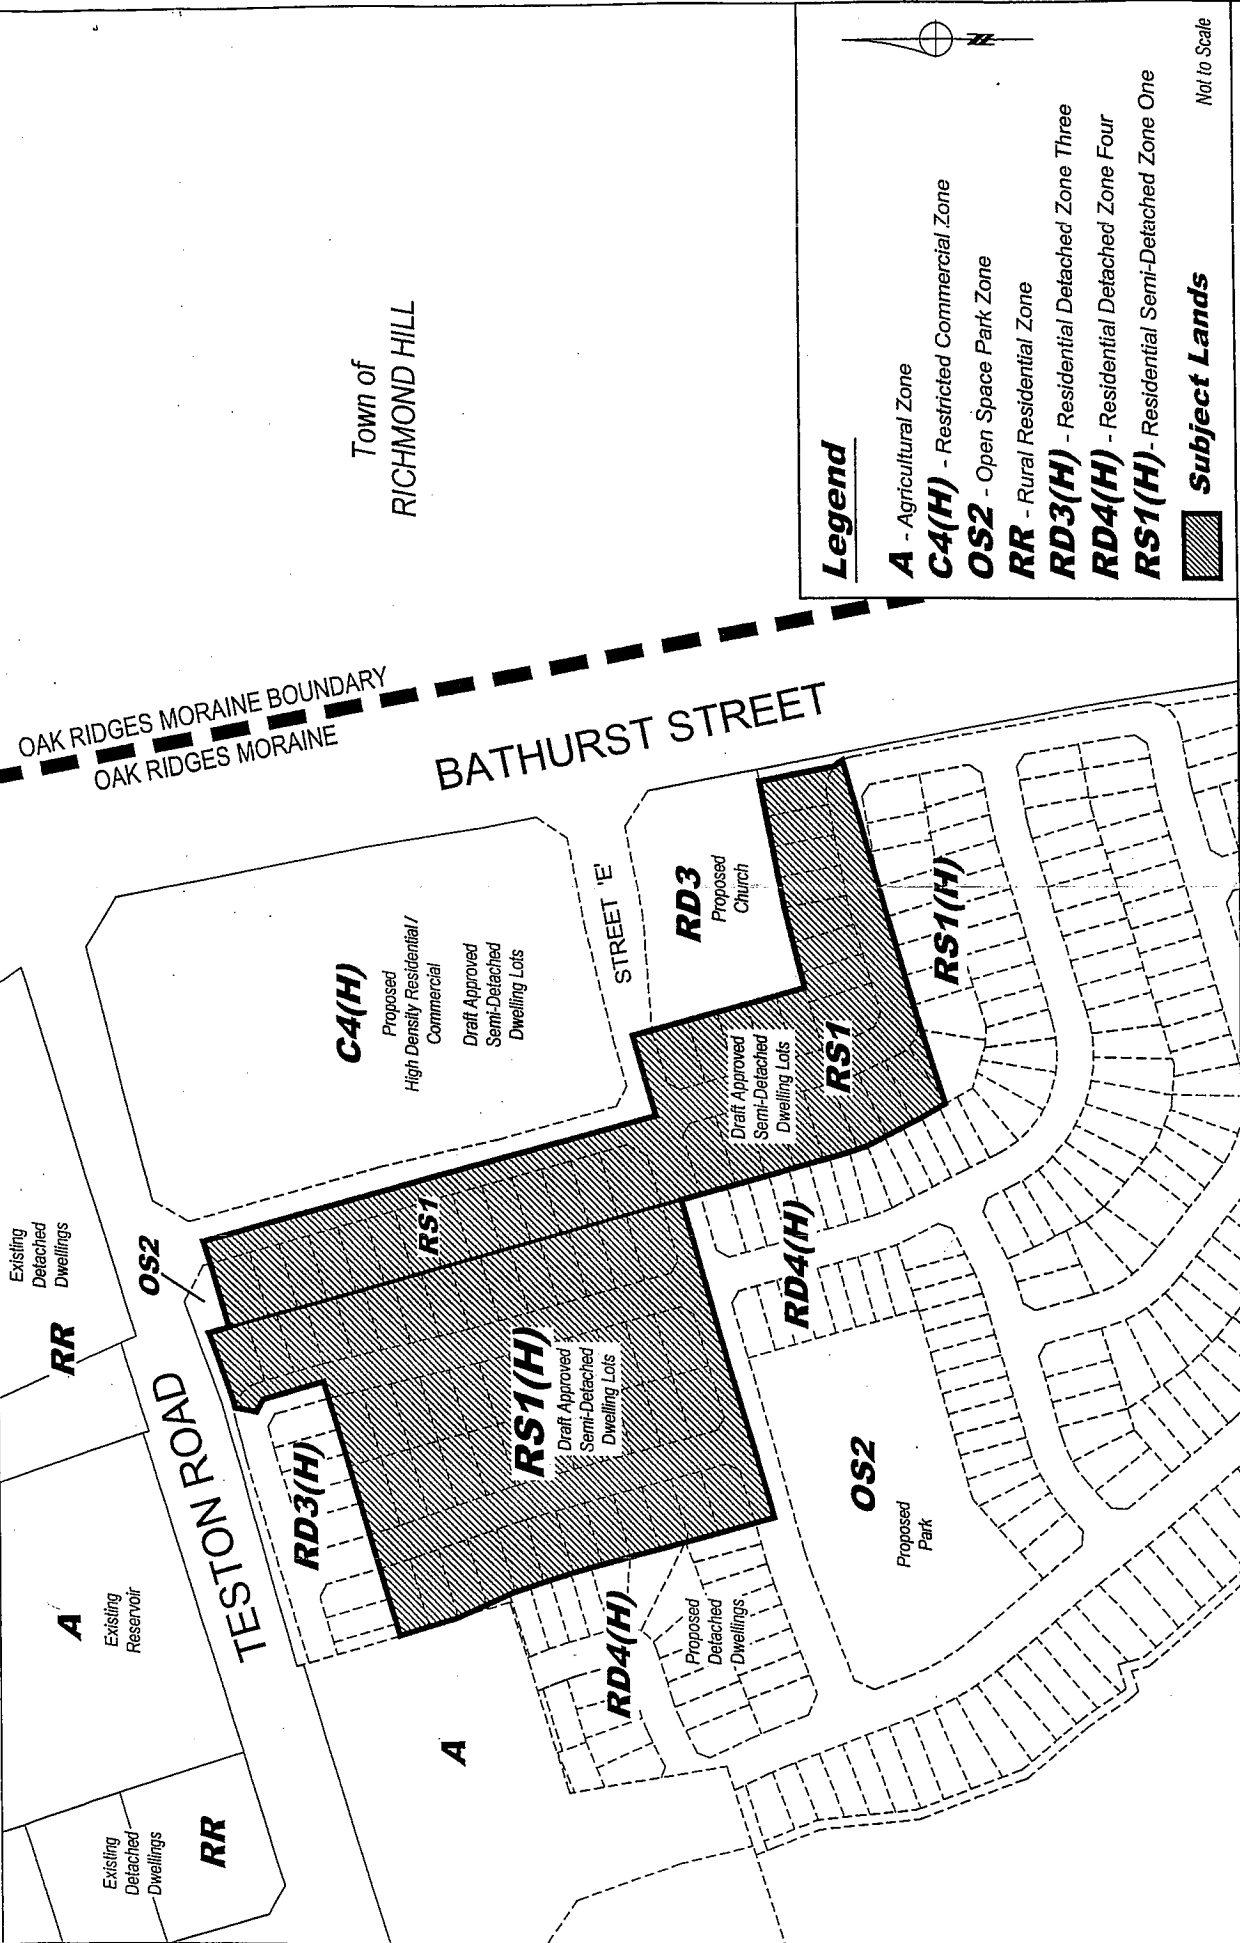 Existing
Detached
Dwellings
RR
A
Existing
Reservoir
Existing
Detached
Dwellings
RR
OS2
TESTON ROAD
OAK RIDGES MORAINE BOUNDARY
OAK RIDGES MORAINE
Town of
RICHMOND HILL
BATHURST STREET
C4(H)
Proposed
High Density Residential /
Commercial
Draft Approved
Semi-Detached
Dwelling Lots
STREET 'E'
RD3
Proposed
Church
RD3(H)
RS1
RS1(H)
Draft Approved
Semi-Detached
Dwelling Lots
Draft Approved
Semi-Detached
Dwelling Lots
RS1
RS1(H)
A
RD4(H)
Proposed
Detached
Dwellings
RD4(H)
OS2
Proposed
Park
Legend
A - Agricultural Zone
C4(H) - Restricted Commercial Zone
OS2 - Open Space Park Zone
RR - Rural Residential Zone
RD3(H) - Residential Detached Zone Three
RD4(H) - Residential Detached Zone Four
RS1(H) - Residential Semi-Detached Zone One
Subject Lands
N
Not to Scale